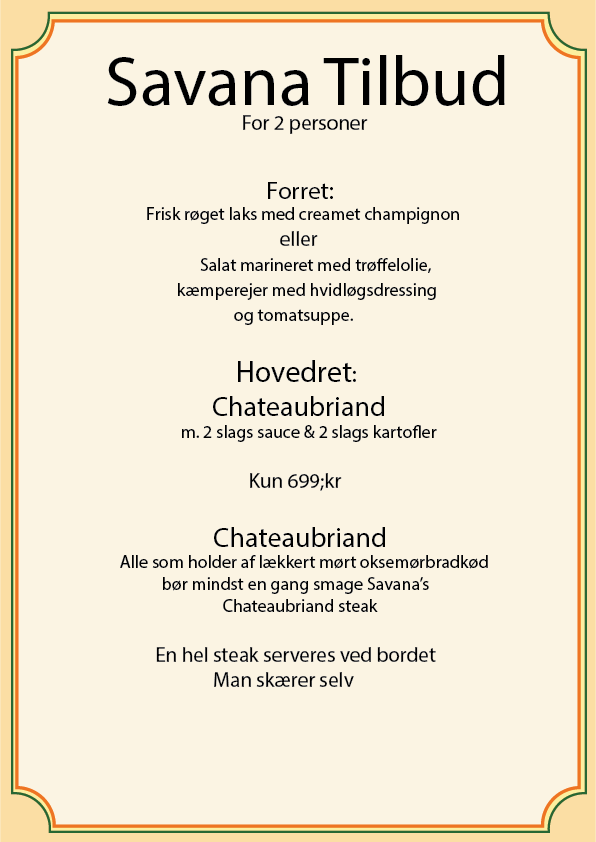 Savana Tilbud
For 2 personer
Forret:
Frisk røget laks med creamet champignon
eller
Salat marineret med trøffelolie,
kæmperejer med hvidløgsdressing
og tomatsuppe.
Hovedret:
Chateaubriand
m. 2 slags sauce & 2 slags kartofler
Kun 699;kr
Chateaubriand
Alle som holder af lækkert mørt oksemørbradkød
bør mindst en gang smage Savana’s
Chateaubriand steak
En hel steak serveres ved bordet
Man skærer selv